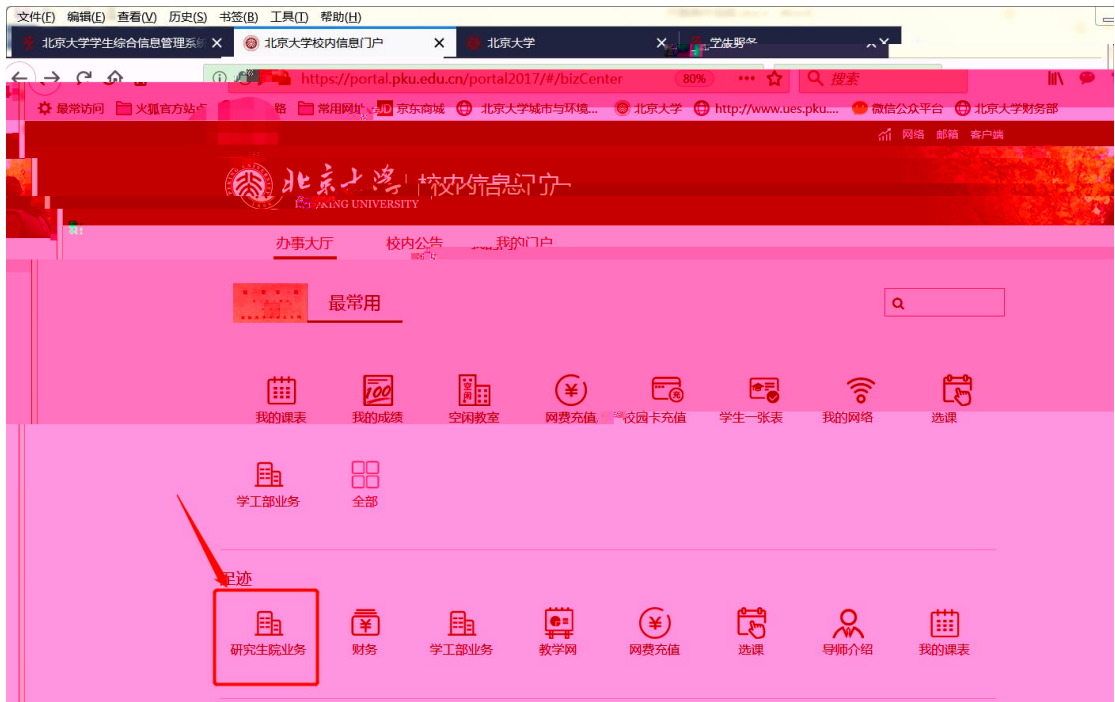 文件(F) 编辑(E) 查看(V) 历史(S) 书签(B) 工具(T) 帮助(H)
北京大学学生综合信息管理系统 北京大学校内信息门户 北京大学
https://portal.pku.edu.cn/portal2017/#/bizCenter 80% 搜索
最常访问 火狐官方站点 常用网址 JD 京东商城 北京大学城市与环境... 北京大学 http://www.ues.pku.... 微信公众平台 北京大学财务部
网络 邮箱 客户端
北京大学 校内信息门户
PEKING UNIVERSITY
办事大厅 校内公告 我的门户
最常用
我的课表 我的成绩 空闲教室 网费充值 校园卡充值 学生一张表 我的网络 选课
学工部业务 全部
足迹
研究生院业务 财务 学工部业务 教学网 网费充值 选课 导师介绍 我的课表